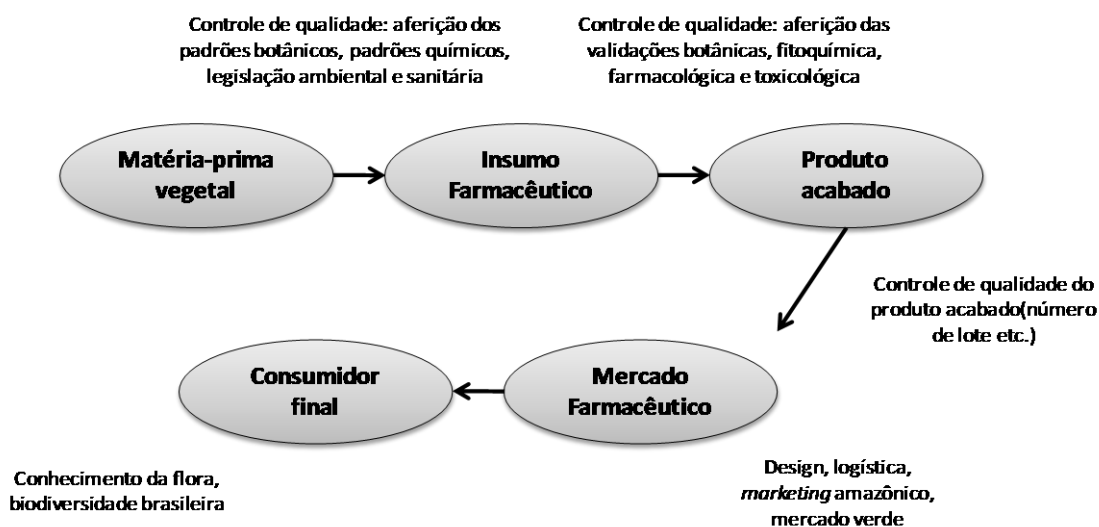 Controle de qualidade: aferição dos
padrões botânicos, padrões químicos,
legislação ambiental e sanitária
Controle de qualidade: aferição das
validações botânicas, fitoquímica,
farmacológica e toxicológica
Matéria-prima
vegetal
Insumo
Farmacêutico
Produto
acabado
Controle de qualidade do
produto acabado(número
de lote etc.)
Consumidor
final
Mercado
Farmacêutico
Conhecimento da flora,
biodiversidade brasileira
Design, logística,
marketing amazônico,
mercado verde